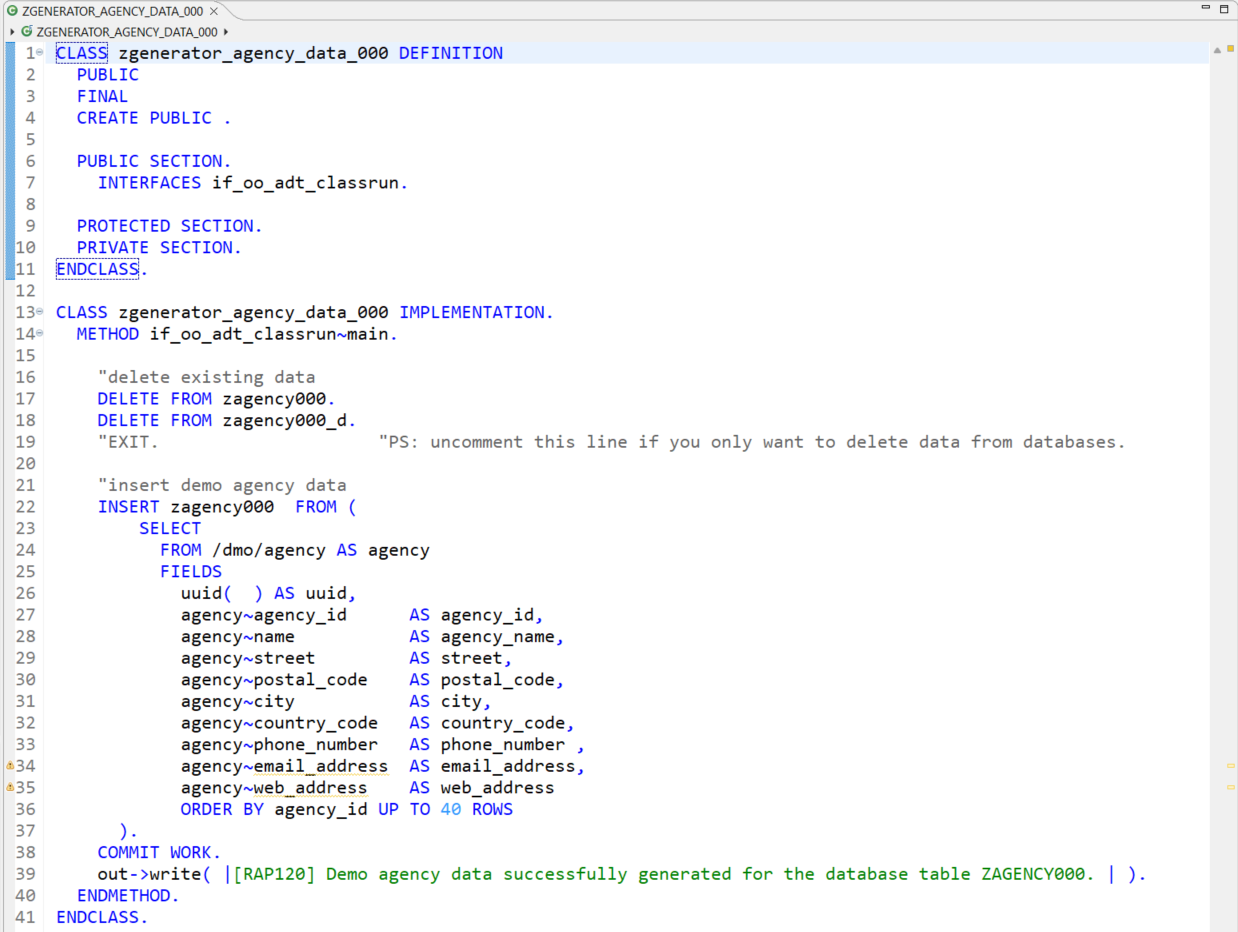 ZGENERATOR_AGENCY_DATA_000
ZGENERATOR_AGENCY_DATA_000
1 CLASS zgenerator_agency_data_000 DEFINITION
2   PUBLIC
3   FINAL
4   CREATE PUBLIC .
5
6   PUBLIC SECTION.
7     INTERFACES if_oo_adt_classrun.
8
9   PROTECTED SECTION.
10   PRIVATE SECTION.
11 ENDCLASS.
12
13 CLASS zgenerator_agency_data_000 IMPLEMENTATION.
14   METHOD if_oo_adt_classrun~main.
15
16     "delete existing data
17     DELETE FROM zagency000.
18     DELETE FROM zagency000_d.
19     "EXIT.                     "PS: uncomment this line if you only want to delete data from databases.
20
21     "insert demo agency data
22     INSERT zagency000  FROM (
23         SELECT
24           FROM /dmo/agency AS agency
25           FIELDS
26             uuid(  ) AS uuid,
27             agency~agency_id      AS agency_id,
28             agency~name           AS agency_name,
29             agency~street         AS street,
30             agency~postal_code    AS postal_code,
31             agency~city           AS city,
32             agency~country_code   AS country_code,
33             agency~phone_number   AS phone_number ,
34             agency~email_address  AS email_address,
35             agency~web_address    AS web_address
36             ORDER BY agency_id UP TO 40 ROWS
37       ).
38     COMMIT WORK.
39     out->write( |[RAP120] Demo agency data successfully generated for the database table ZAGENCY000. | ).
40   ENDMETHOD.
41 ENDCLASS.